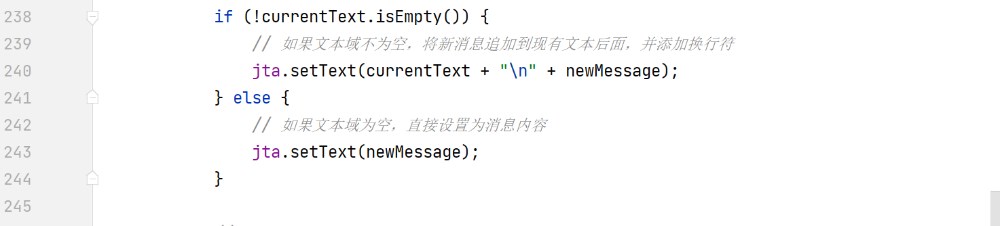 238 if (!currentText.isEmpty()) {
239 // 如果文本域不为空，将新消息追加到现有文本后面，并添加换行符
240 jta.setText(currentText + "\n" + newMessage);
241 } else {
242 // 如果文本域为空，直接设置为消息内容
243 jta.setText(newMessage);
244 }
245